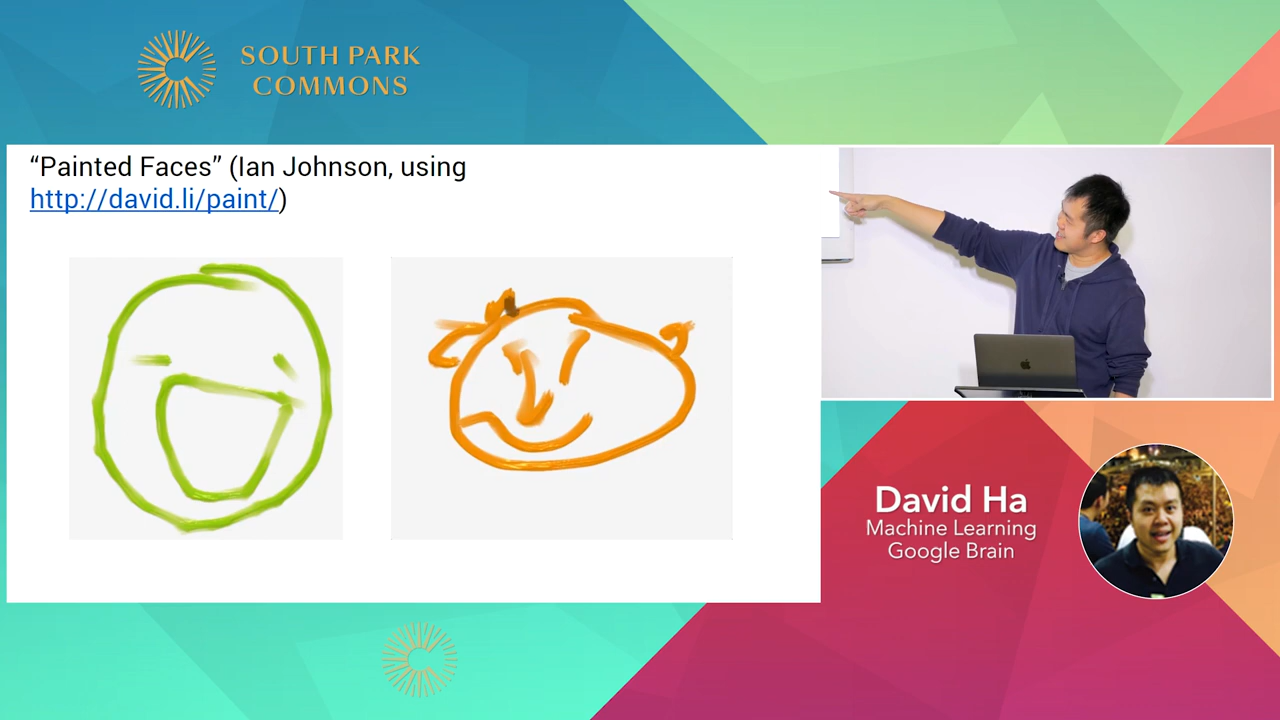 SOUTH PARK
COMMONS
“Painted Faces” (Ian Johnson, using
http://david.li/paint/)
David Ha
Machine Learning
Google Brain